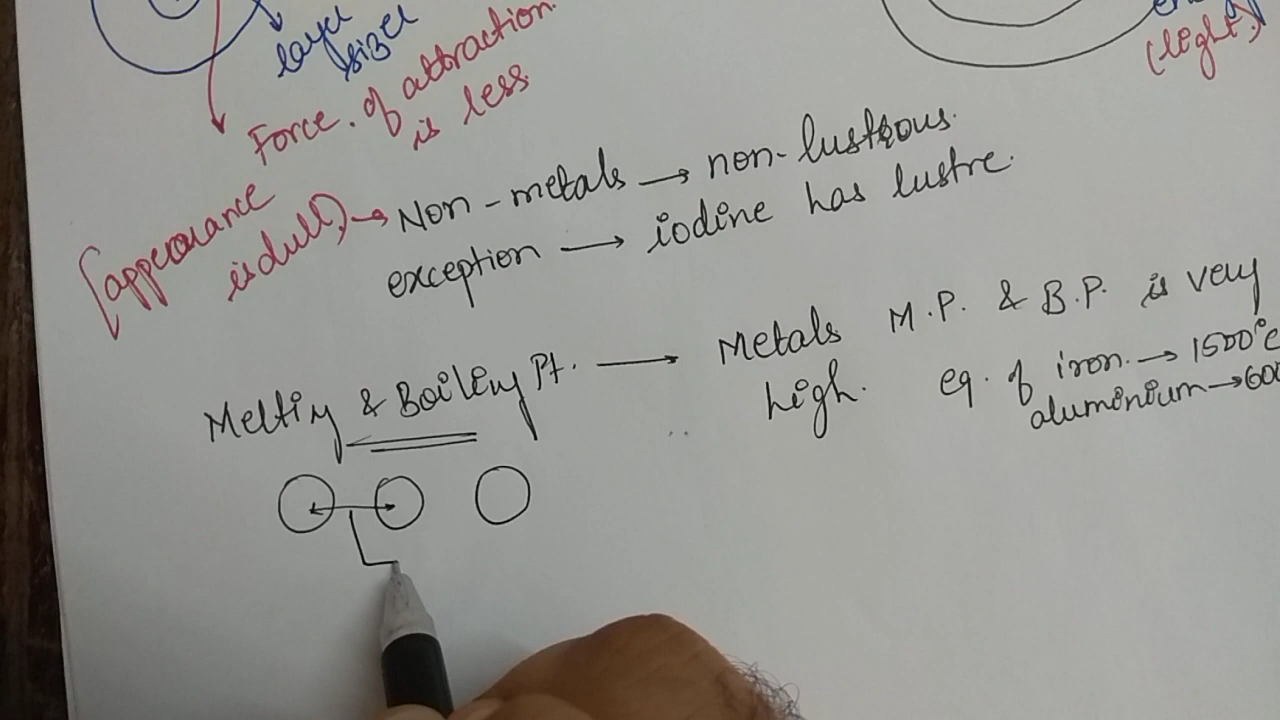 layer
size
Force. of attraction
is less.
(light)
[appearance
is dull)→ Non-metals → non-lustrous.
exception → iodine has lustre.
Melting & Boiling Pt. → Metals M.P. & B.P. is very
high. eg. of iron. → 1500°C
aluminium → 600